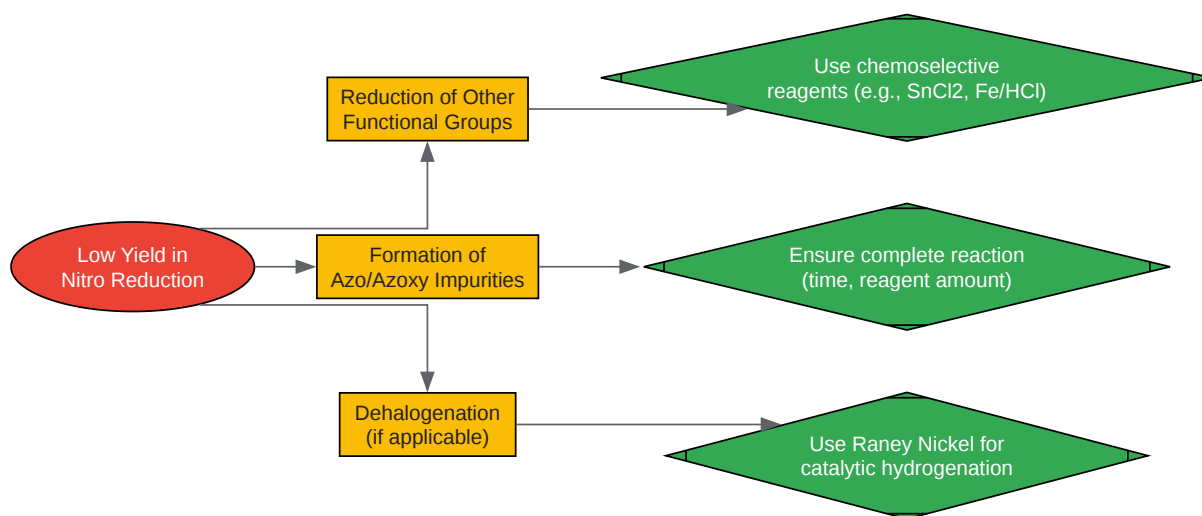 Low Yield in
Nitro Reduction
Reduction of Other
Functional Groups
Use chemoselective
reagents (e.g., SnCl2, Fe/HCl)
Formation of
Azo/Azoxy Impurities
Ensure complete reaction
(time, reagent amount)
Dehalogenation
(if applicable)
Use Raney Nickel for
catalytic hydrogenation